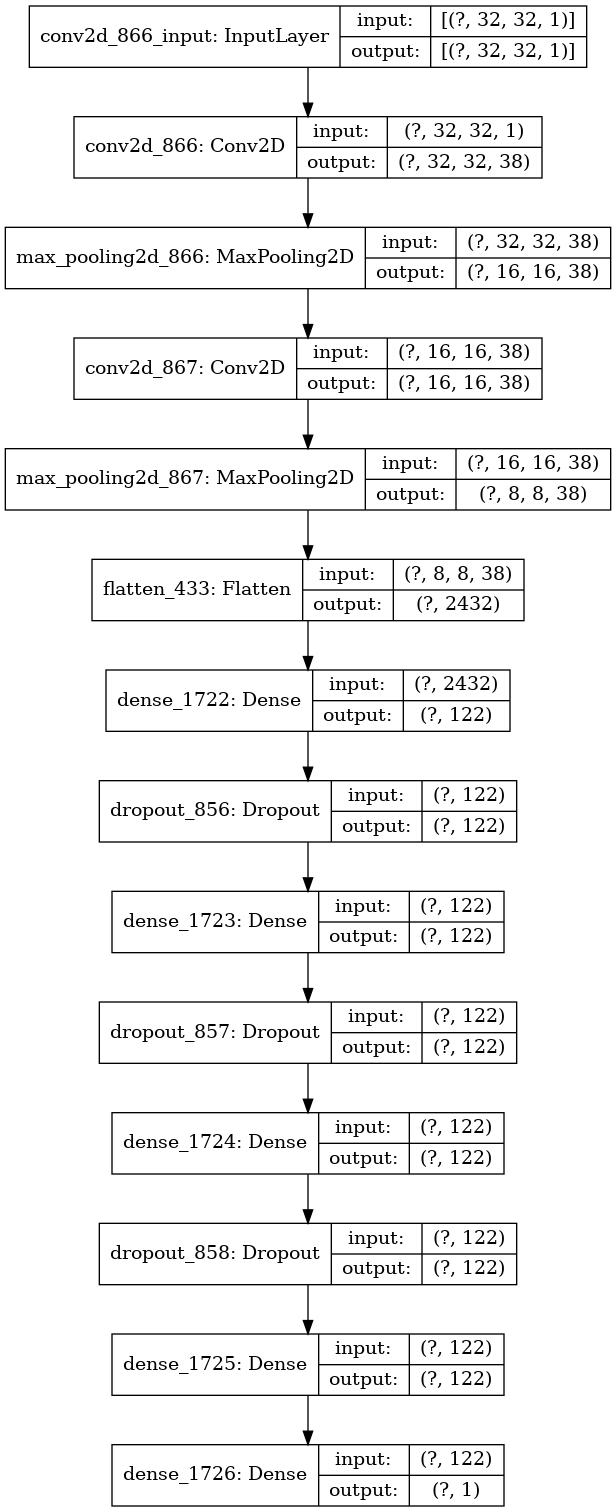 conv2d_866_input: InputLayer
input: [(?, 32, 32, 1)]
output: [(?, 32, 32, 1)]
conv2d_866: Conv2D
input: (?, 32, 32, 1)
output: (?, 32, 32, 38)
max_pooling2d_866: MaxPooling2D
input: (?, 32, 32, 38)
output: (?, 16, 16, 38)
conv2d_867: Conv2D
input: (?, 16, 16, 38)
output: (?, 16, 16, 38)
max_pooling2d_867: MaxPooling2D
input: (?, 16, 16, 38)
output: (?, 8, 8, 38)
flatten_433: Flatten
input: (?, 8, 8, 38)
output: (?, 2432)
dense_1722: Dense
input: (?, 2432)
output: (?, 122)
dropout_856: Dropout
input: (?, 122)
output: (?, 122)
dense_1723: Dense
input: (?, 122)
output: (?, 122)
dropout_857: Dropout
input: (?, 122)
output: (?, 122)
dense_1724: Dense
input: (?, 122)
output: (?, 122)
dropout_858: Dropout
input: (?, 122)
output: (?, 122)
dense_1725: Dense
input: (?, 122)
output: (?, 122)
dense_1726: Dense
input: (?, 122)
output: (?, 1)